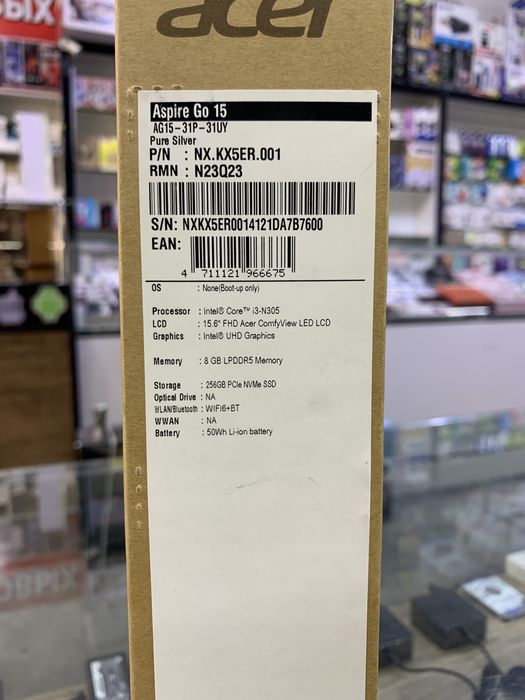 acer
Aspire Go 15
AG15-31P-31UY
Pure Silver
P/N : NX.KX5ER.001
RMN : N23Q23
S/N: NXKX5ER0014121DA7B7600
EAN:
4 711121 966675
OS : None(Boot-up only)
Processor : Intel® Core™ i3-N305
LCD : 15.6" FHD Acer ComfyView LED LCD
Graphics : Intel® UHD Graphics
Memory : 8 GB LPDDR5 Memory
Storage : 256GB PCIe NVMe SSD
Optical Drive : NA
WLAN/Bluetooth : WIFI6+BT
WWAN : NA
Battery : 50Wh Li-ion battery